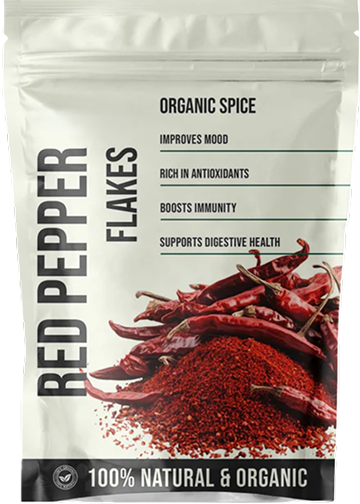 RED PEPPER
FLAKES
ORGANIC SPICE
IMPROVES MOOD
RICH IN ANTIOXIDANTS
BOOSTS IMMUNITY
SUPPORTS DIGESTIVE HEALTH
100% NATURAL & ORGANIC